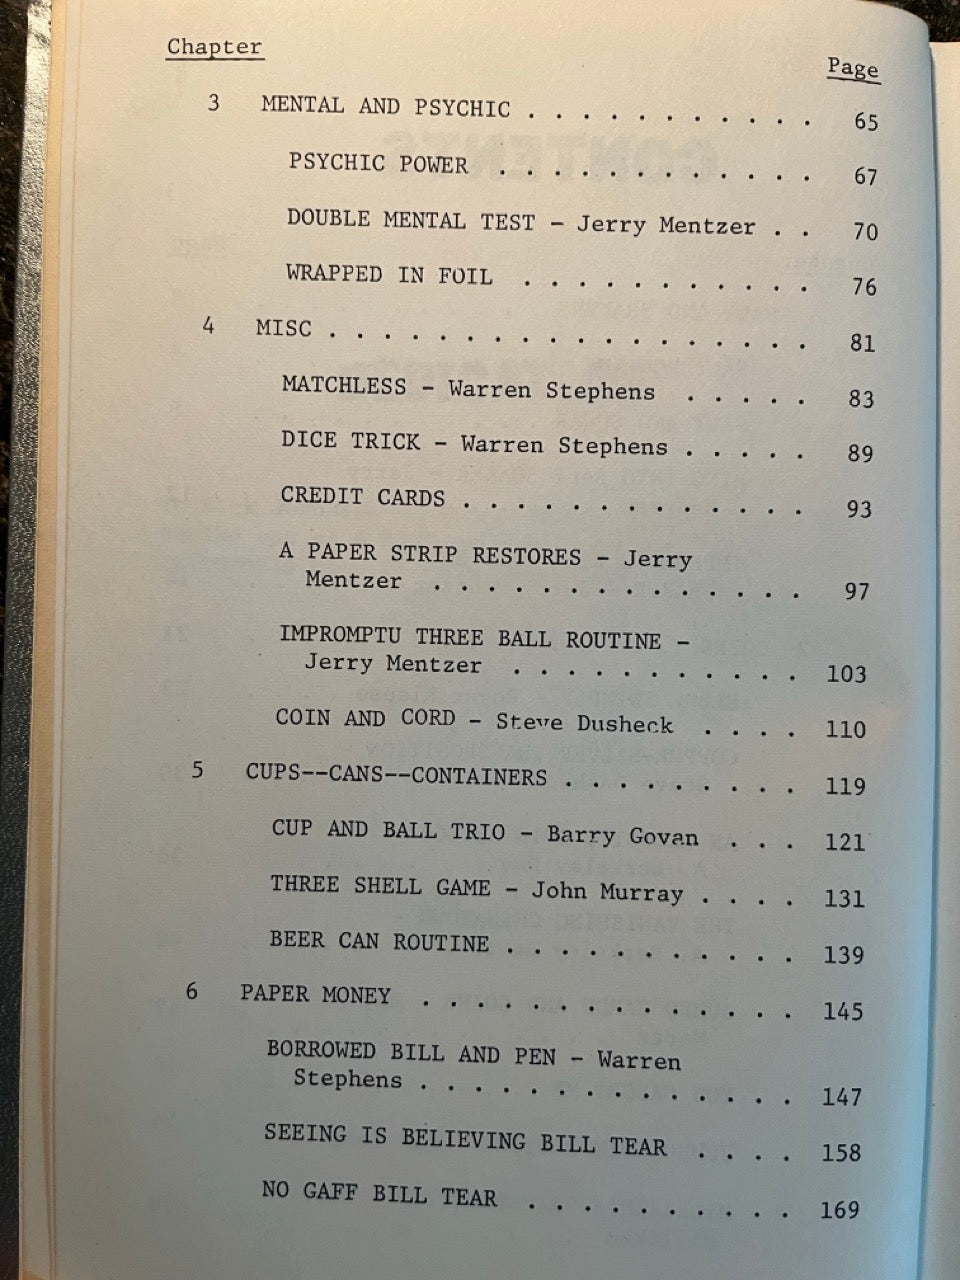 Chapter Page
3 MENTAL AND PSYCHIC . . . . . . . . . . . 65
PSYCHIC POWER . . . . . . . . . . . . 67
DOUBLE MENTAL TEST - Jerry Mentzer . . 70
WRAPPED IN FOIL . . . . . . . . . . . 76
4 MISC . . . . . . . . . . . . . . . . . . 81
MATCHLESS - Warren Stephens . . . . . 83
DICE TRICK - Warren Stephens . . . . . 89
CREDIT CARDS . . . . . . . . . . . . . 93
A PAPER STRIP RESTORES - Jerry
Mentzer . . . . . . . . . . . . . . 97
IMPROMPTU THREE BALL ROUTINE -
Jerry Mentzer . . . . . . . . . . . 103
COIN AND CORD - Steve Dusheck . . . . 110
5 CUPS--CANS--CONTAINERS . . . . . . . . . 119
CUP AND BALL TRIO - Barry Govan . . . 121
THREE SHELL GAME - John Murray . . . . 131
BEER CAN ROUTINE . . . . . . . . . . . 139
6 PAPER MONEY . . . . . . . . . . . . . . 145
BORROWED BILL AND PEN - Warren
Stephens . . . . . . . . . . . . . . 147
SEEING IS BELIEVING BILL TEAR . . . . 158
NO GAFF BILL TEAR . . . . . . . . . . 169